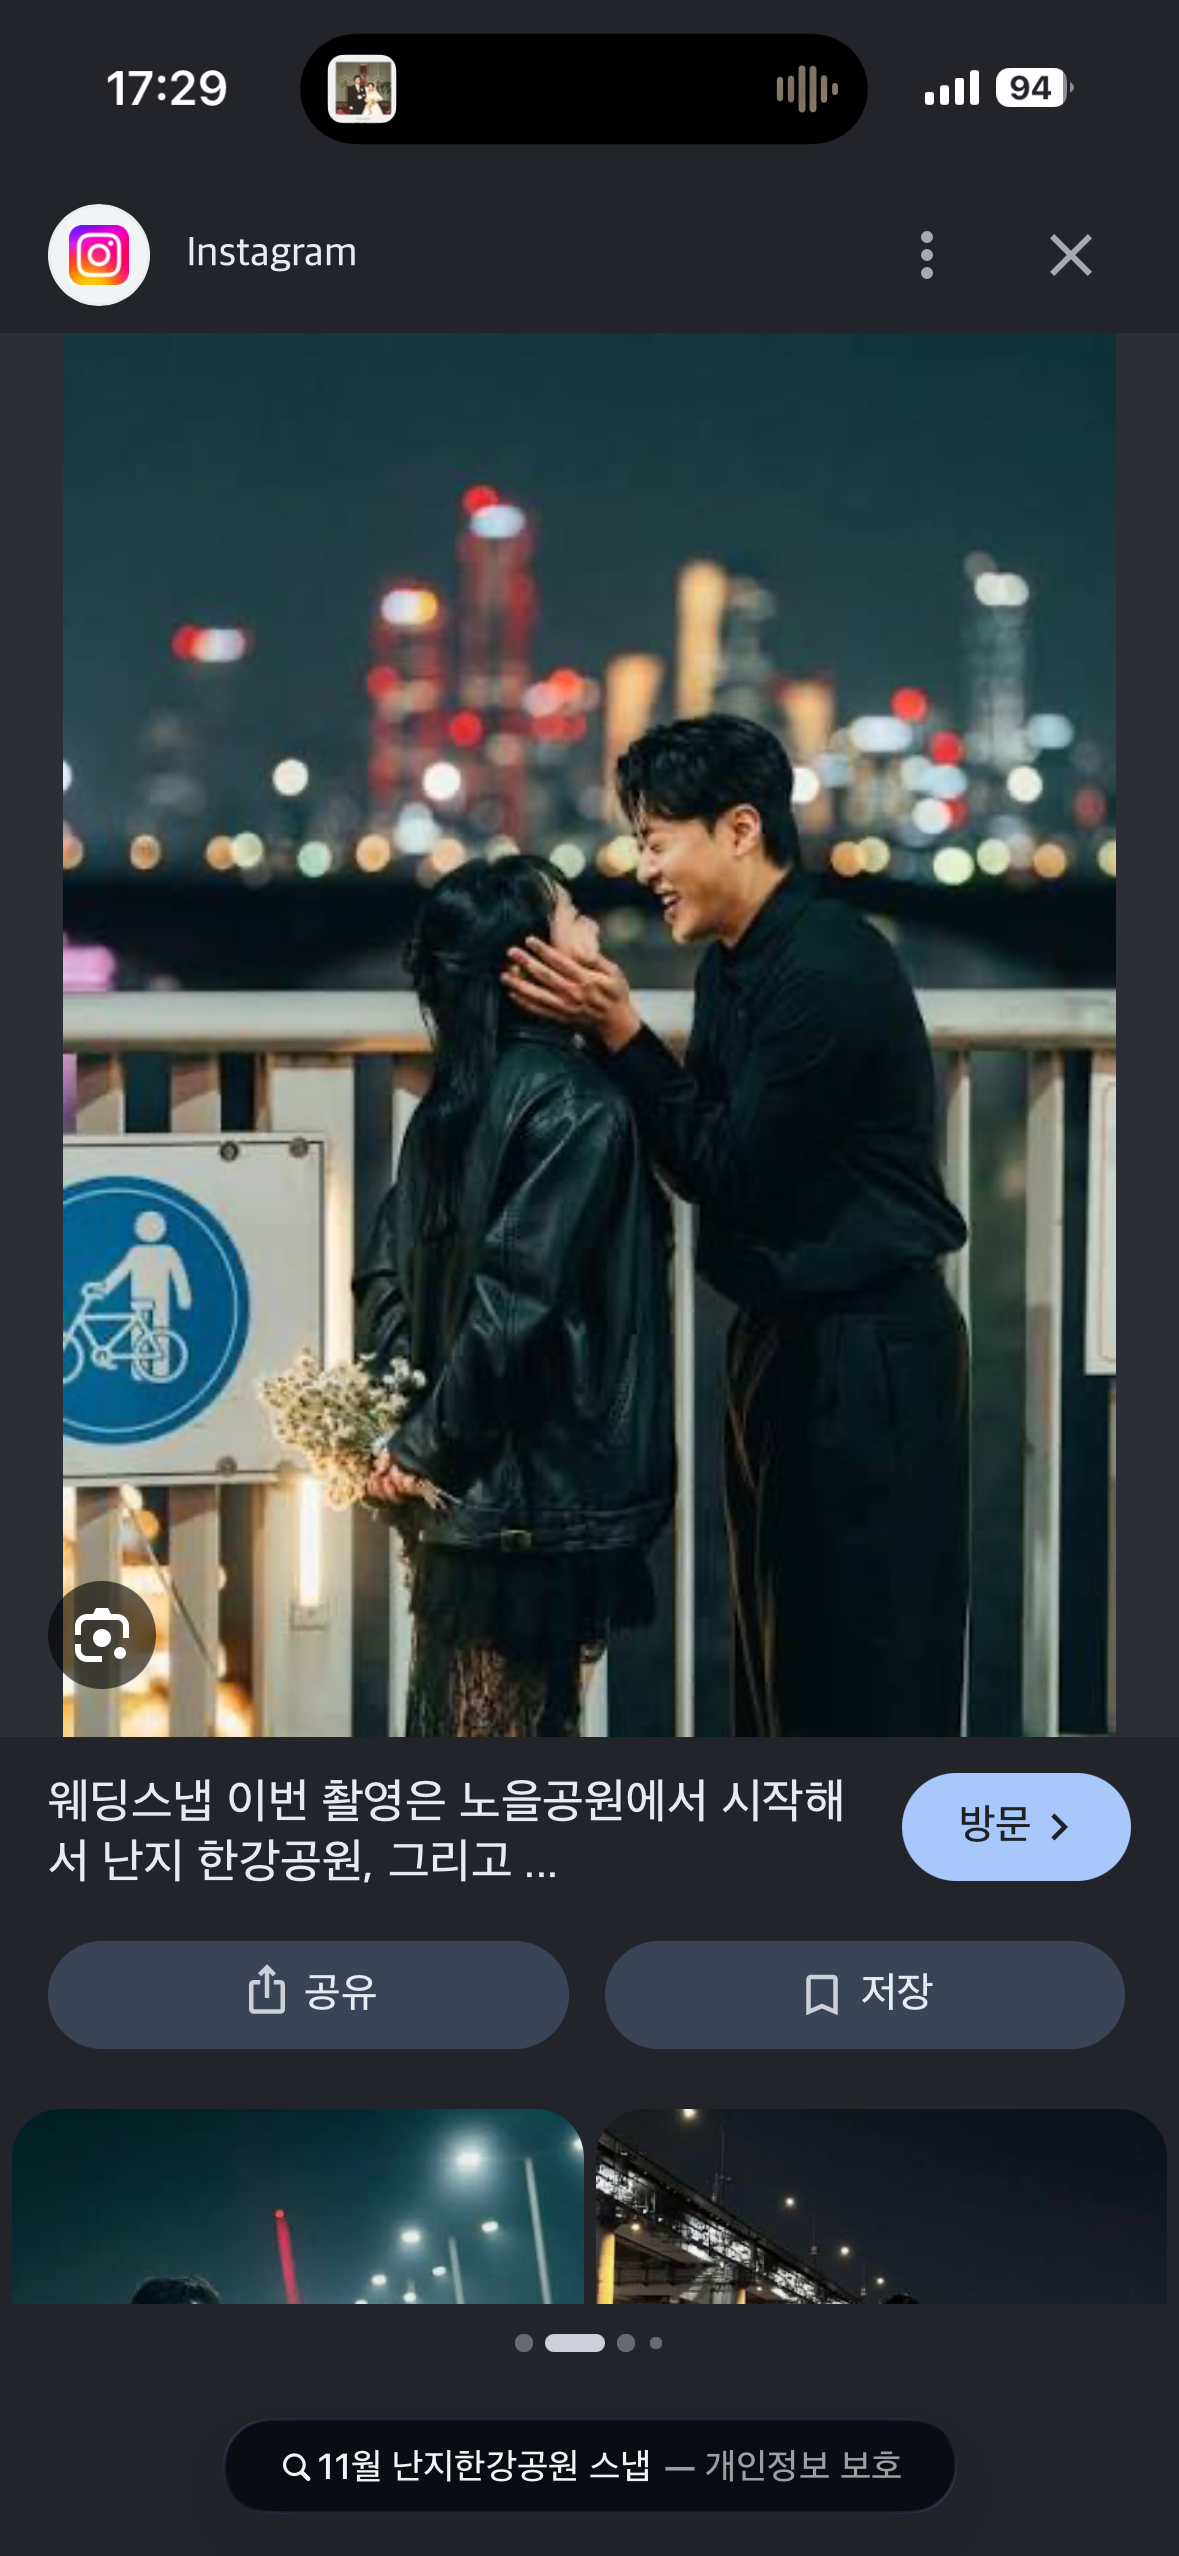 17:29
94
Instagram
웨딩스냅 이번 촬영은 노을공원에서 시작해
서 난지 한강공원, 그리고 ...
방문
공유
저장
11월 난지한강공원 스냅 — 개인정보 보호